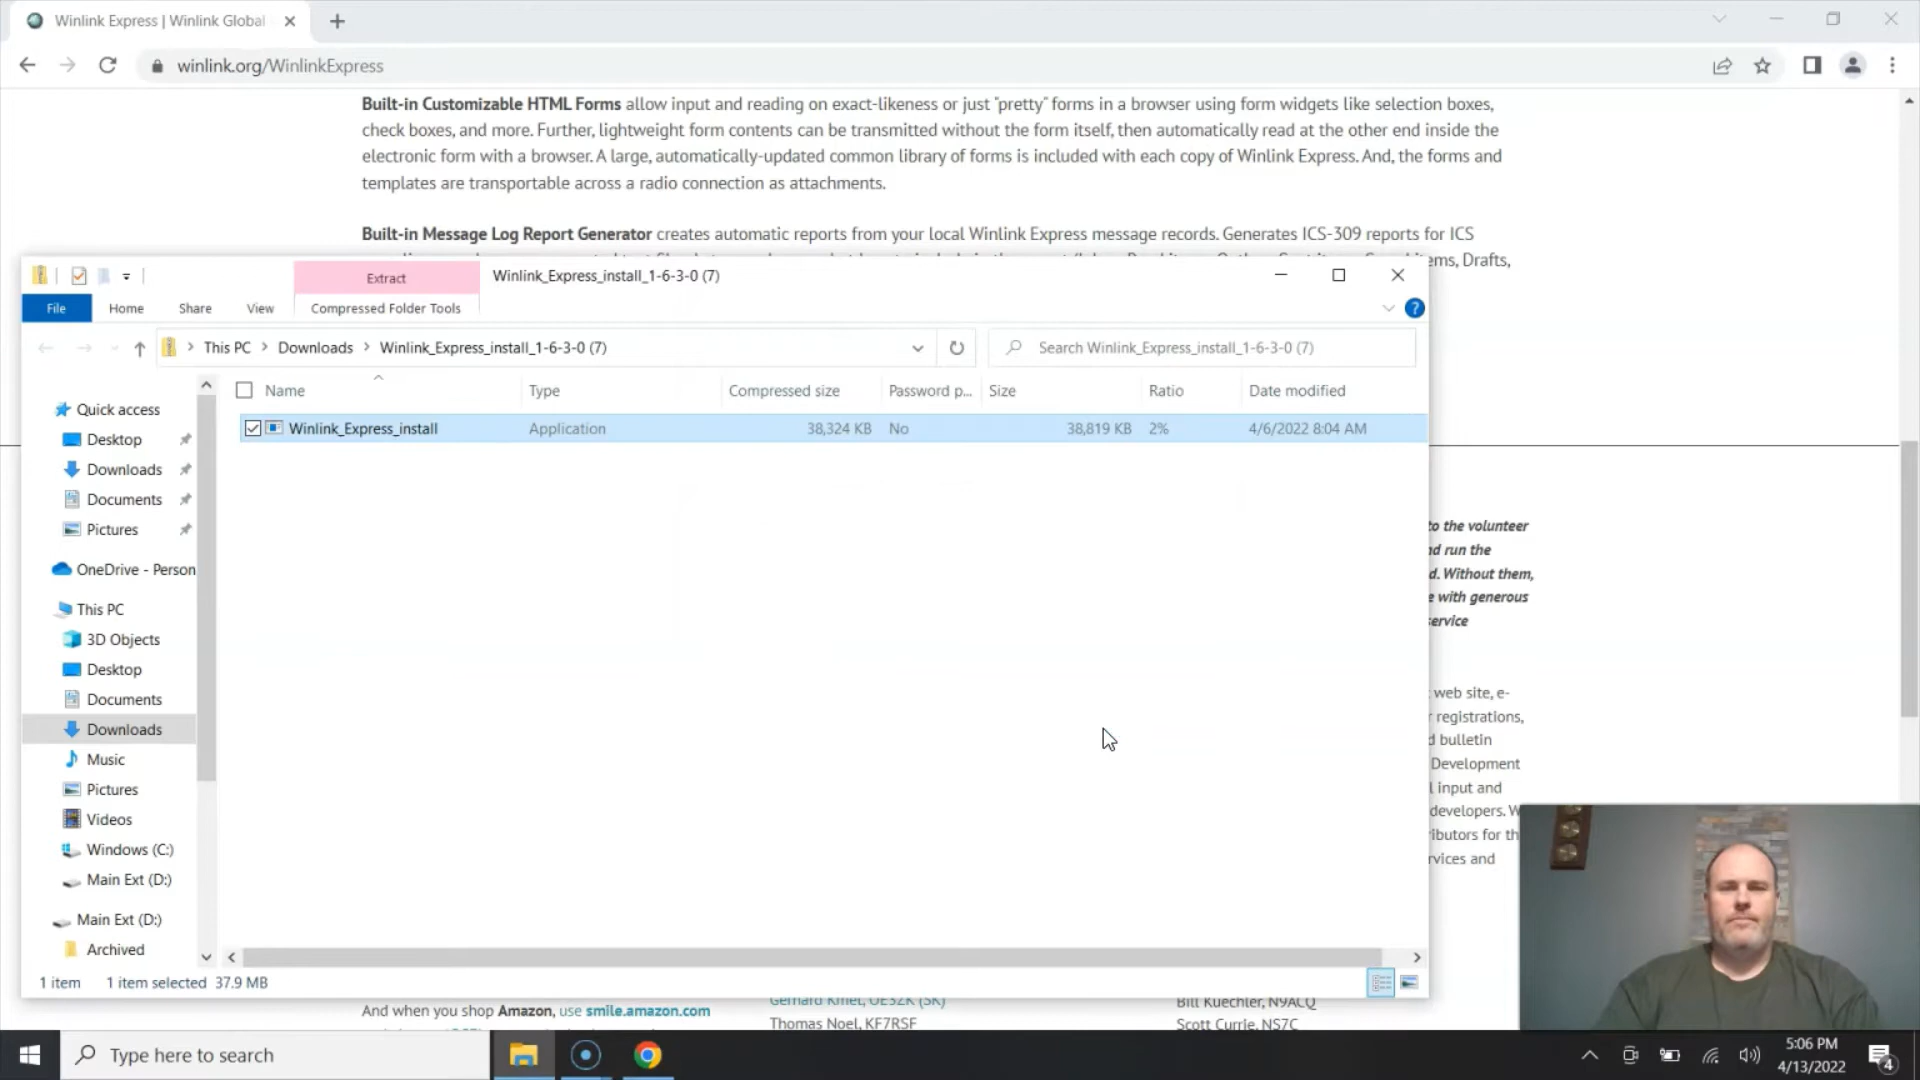 Winlink Express | Winlink Global
winlink.org/WinlinkExpress
Built-in Customizable HTML Forms allow input and reading on exact-likeness or just "pretty" forms in a browser using form widgets like selection boxes,
check boxes, and more. Further, lightweight form contents can be transmitted without the form itself, then automatically read at the other end inside the
electronic form with a browser. A large, automatically-updated common library of forms is included with each copy of Winlink Express. And, the forms and
templates are transportable across a radio connection as attachments.
Built-in Message Log Report Generator creates automatic reports from your local Winlink Express message records. Generates ICS-309 reports for ICS
items, Drafts,
Extract
Winlink_Express_install_1-6-3-0 (7)
File
Home
Share
View
Compressed Folder Tools
This PC
Downloads
Winlink_Express_install_1-6-3-0 (7)
Search Winlink_Express_install_1-6-3-0 (7)
Name
Type
Compressed size
Password p...
Size
Ratio
Date modified
Winlink_Express_install
Application
38,324 KB
No
38,819 KB
2%
4/6/2022 8:04 AM
Quick access
Desktop
Downloads
Documents
Pictures
OneDrive - Person
This PC
3D Objects
Desktop
Documents
Downloads
Music
Pictures
Videos
Windows (C:)
Main Ext (D:)
Main Ext (D:)
Archived
to the volunteer
nd run the
d. Without them,
e with generous
service
web site, e-
r registrations,
d bulletin
Development
l input and
developers. W
ributors for th
rvices and
1 item
1 item selected 37.9 MB
And when you shop Amazon, use smile.amazon.com
Thomas Noel, KF7RSF
Bill Kuechler, N9ACQ
Scott Currle, NS7C
Type here to search
5:06 PM
4/13/2022
4